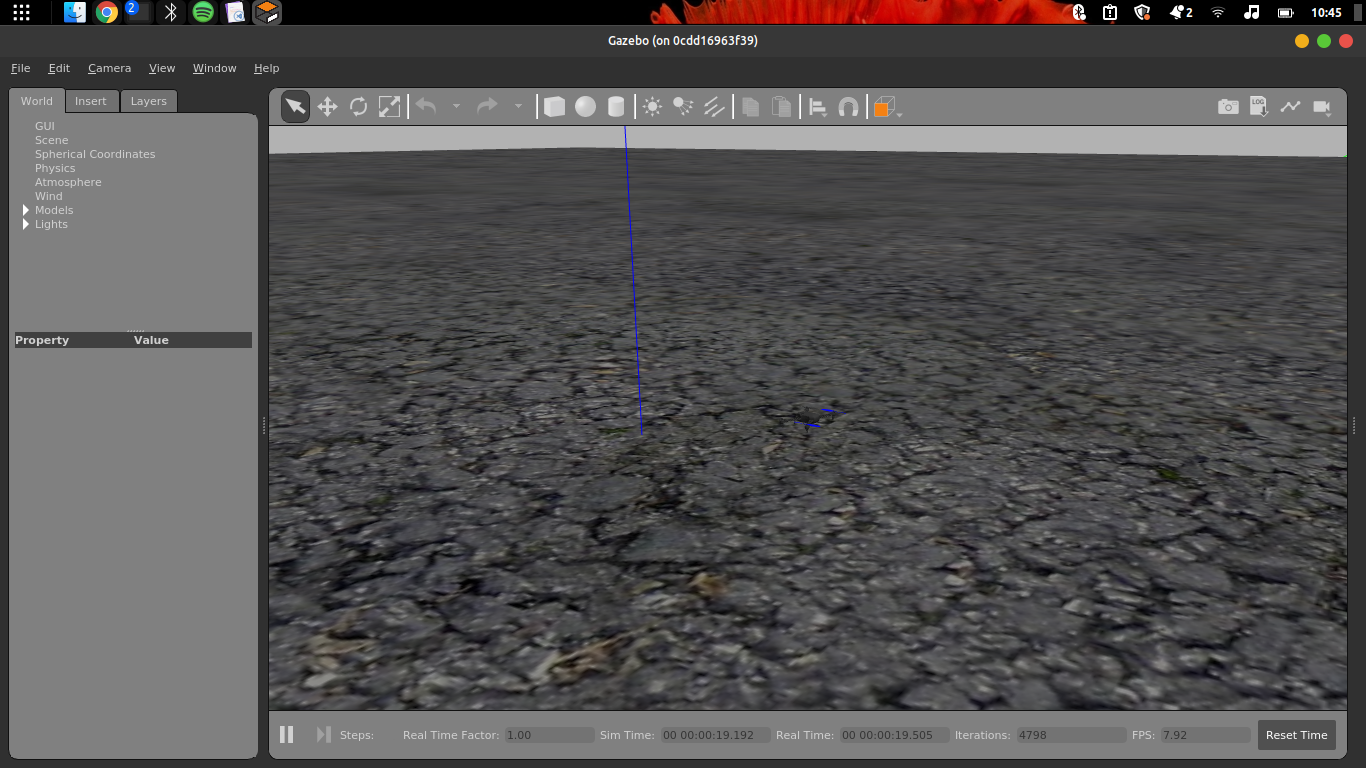 2
2
10:45
Gazebo (on 0cdd16963f39)
File Edit Camera View Window Help
World Insert Layers
LOG
GUI
Scene
Spherical Coordinates
Physics
Atmosphere
Wind
Models
Lights
Property Value
Steps: Real Time Factor: 1.00 Sim Time: 00 00:00:19.192 Real Time: 00 00:00:19.505 Iterations: 4798 FPS: 7.92 Reset Time